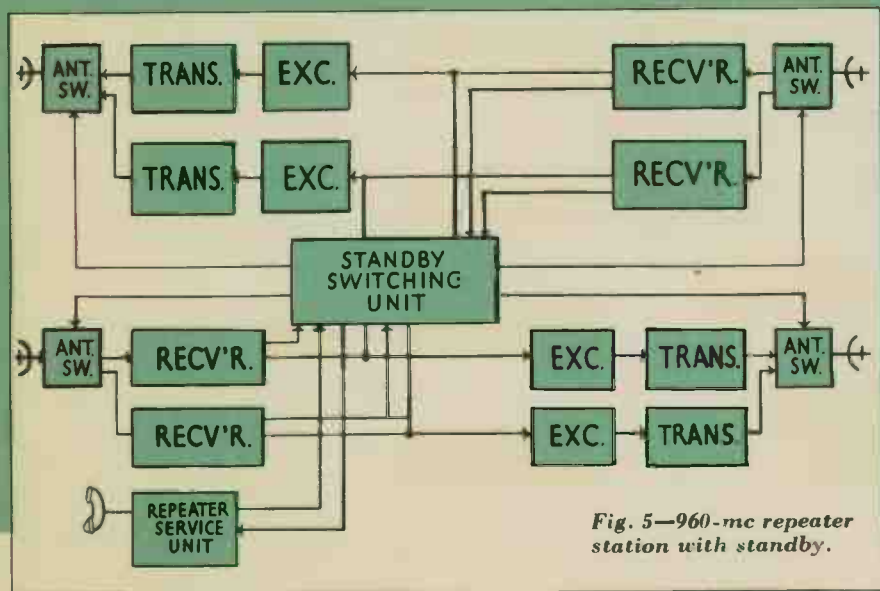 ANT.
SW.
TRANS.
EXC.
RECV'R.
ANT.
SW.
TRANS.
EXC.
RECV'R.
STANDBY
SWITCHING
UNIT
ANT.
SW.
RECV'R.
EXC.
TRANS.
ANT.
SW.
RECV'R.
EXC.
TRANS.
REPEATER
SERVICE
UNIT
Fig. 5—960-mc repeater
station with standby.